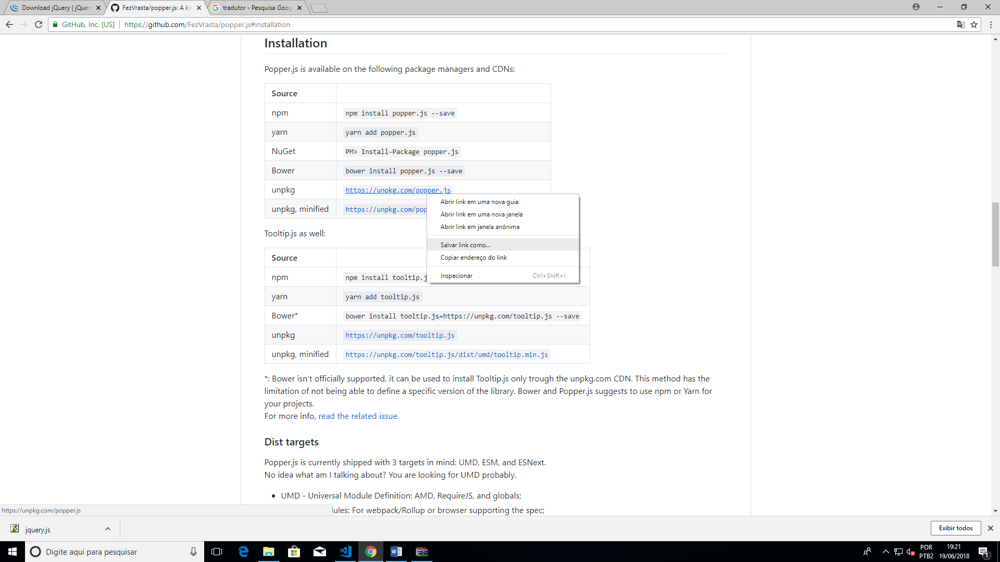 Download jQuery | jQuery
FezVrasta/popper.js: A kic
tradutor - Pesquisa Goog
GitHub, Inc. [US] https://github.com/FezVrasta/popper.js#installation
Installation
Popper.js is available on the following package managers and CDNs:
Source
npm npm install popper.js --save
yarn yarn add popper.js
NuGet PM> Install-Package popper.js
Bower bower install popper.js --save
unpkg https://unpkg.com/popper.js
unpkg, minified https://unpkg.com/pop
Abrir link em uma nova guia
Abrir link em uma nova janela
Abrir link em janela anônima
Salvar link como...
Copiar endereço do link
Inspecionar Ctrl+Shift+I
Tooltip.js as well:
Source
npm npm install tooltip.j
yarn yarn add tooltip.js
Bower* bower install tooltip.js=https://unpkg.com/tooltip.js --save
unpkg https://unpkg.com/tooltip.js
unpkg, minified https://unpkg.com/tooltip.js/dist/umd/tooltip.min.js
*: Bower isn't officially supported, it can be used to install Tooltip.js only trough the unpkg.com CDN. This method has the
limitation of not being able to define a specific version of the library. Bower and Popper.js suggests to use npm or Yarn for
your projects.
For more info, read the related issue.
Dist targets
Popper.js is currently shipped with 3 targets in mind: UMD, ESM, and ESNext.
No idea what am I talking about? You are looking for UMD probably.
• UMD - Universal Module Definition: AMD, RequireJS, and globals;
dules: For webpack/Rollup or browser supporting the spec;
https://unpkg.com/popper.js
jquery.js
Exibir todos
Digite aqui para pesquisar
POR
PTB2
19:21
19/06/2018
1